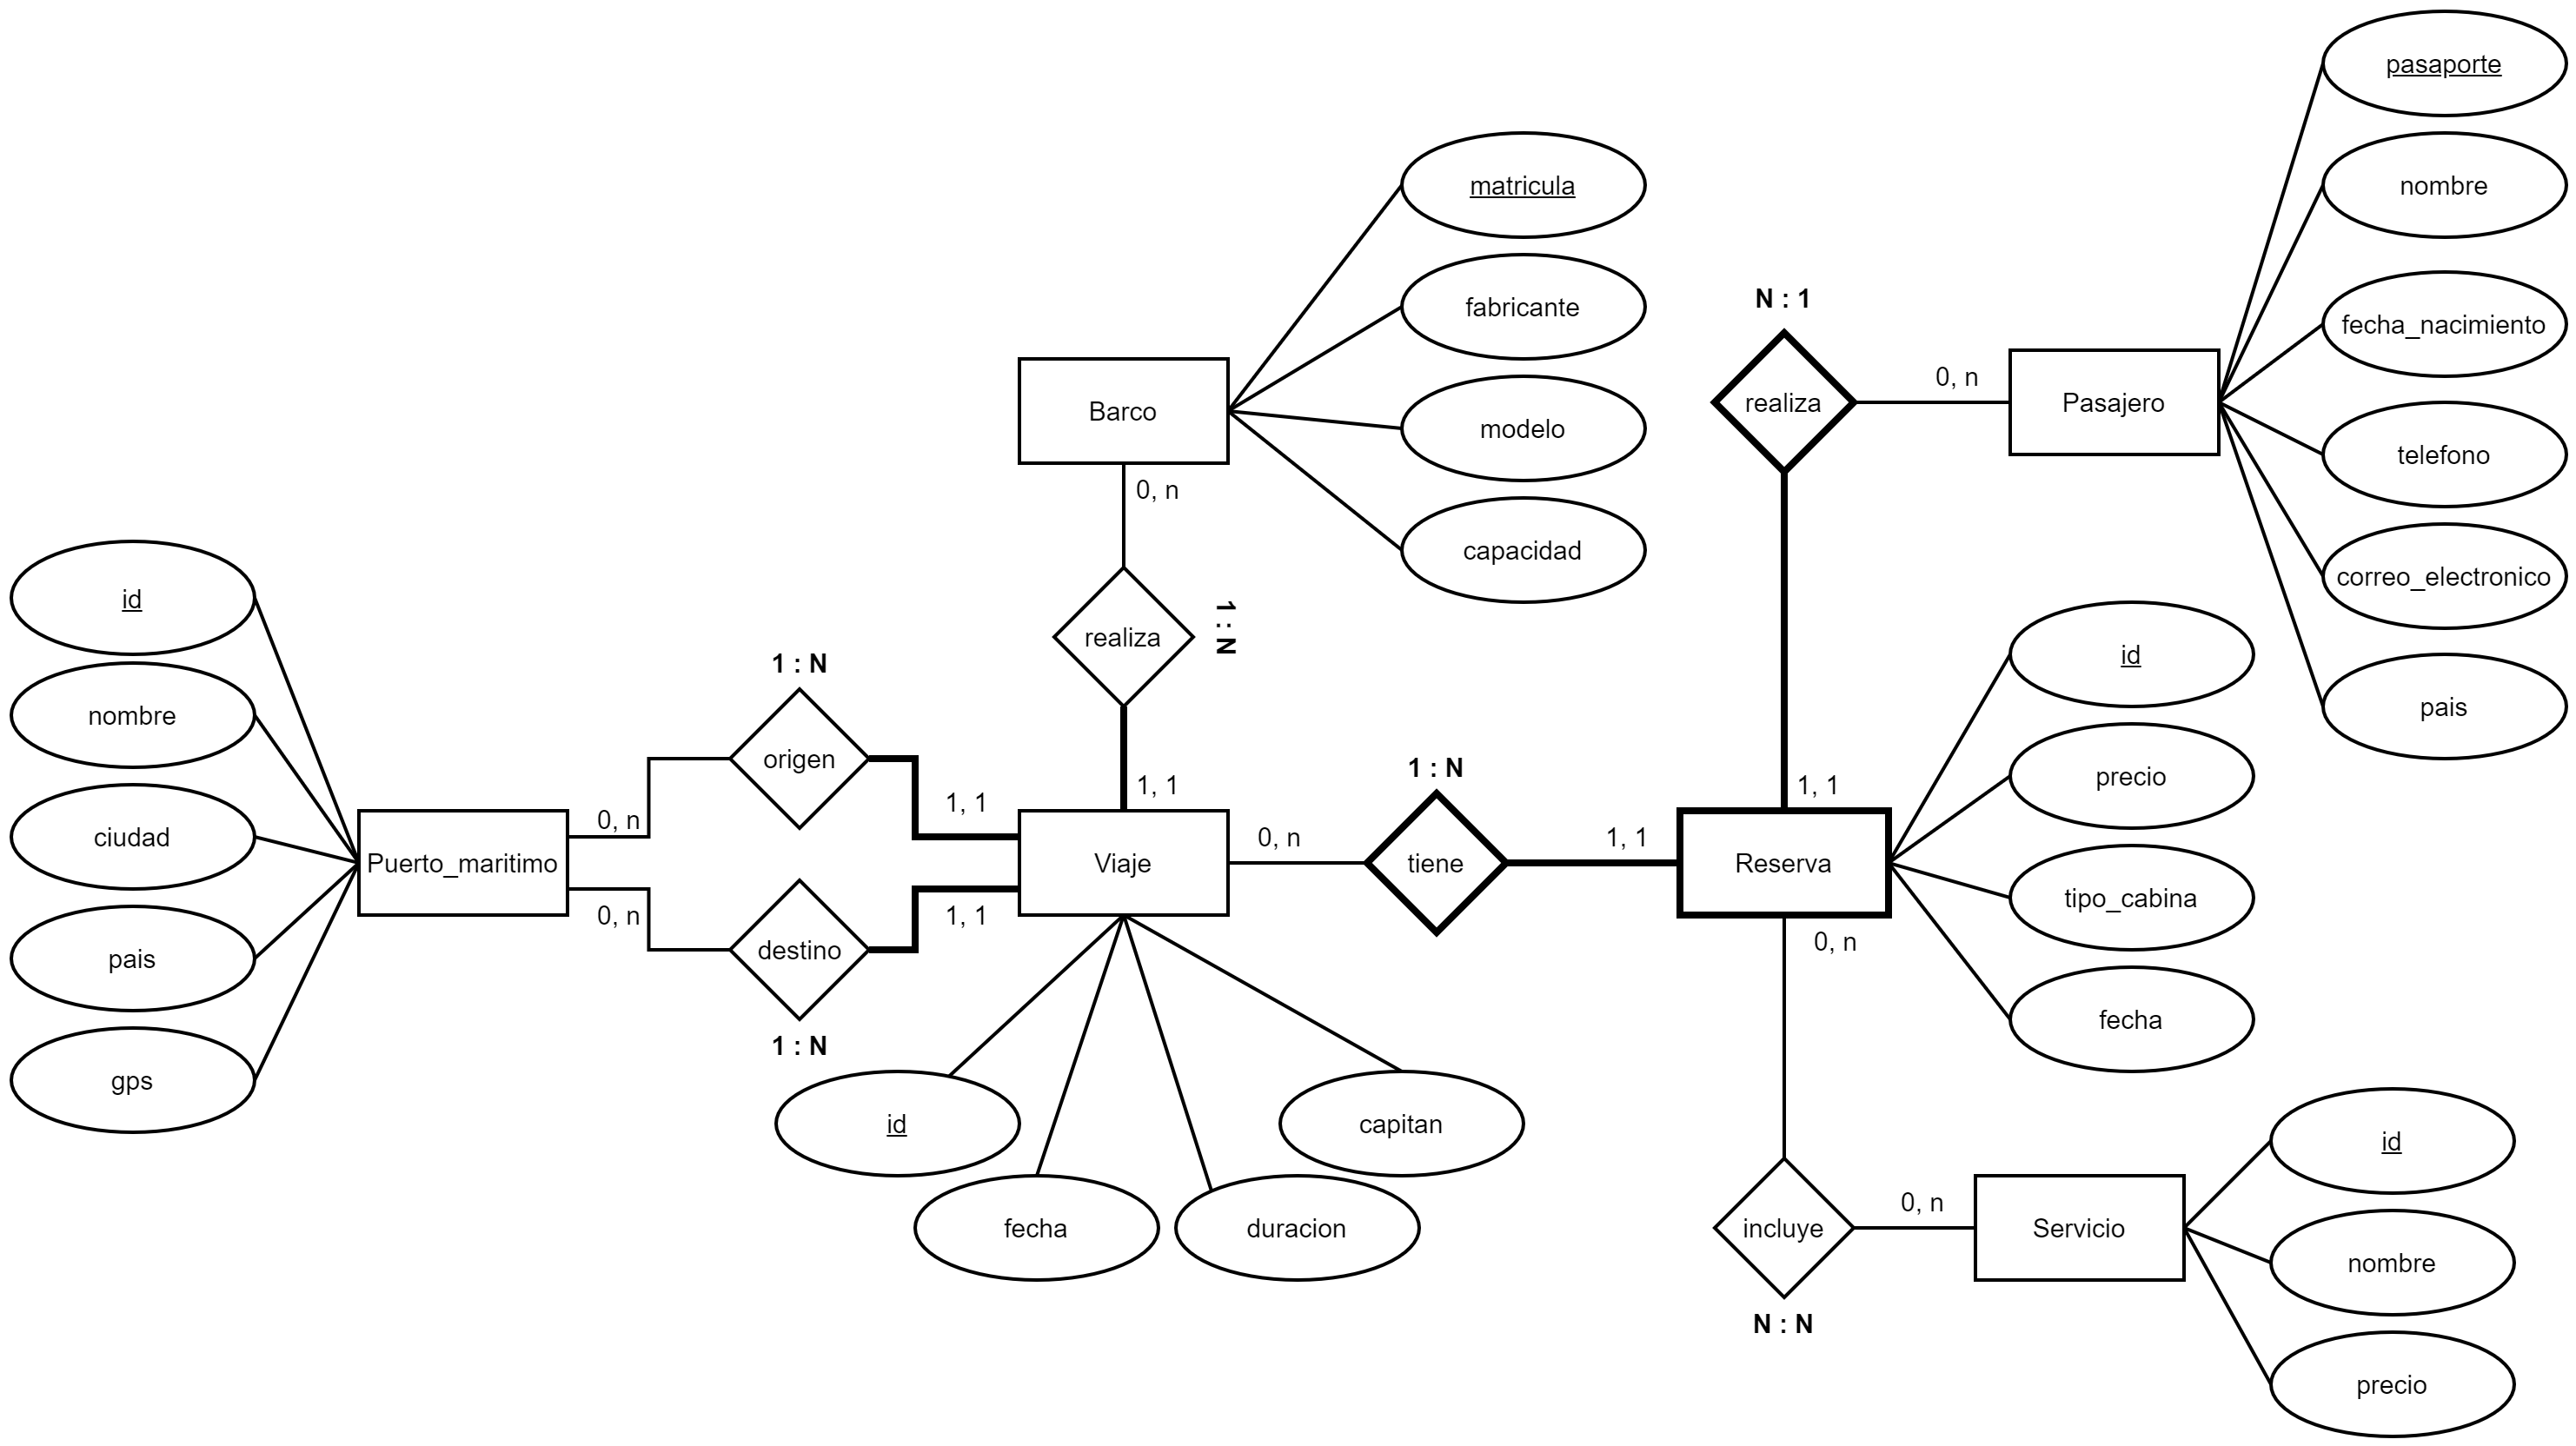 pasaporte
nombre
fecha_nacimiento
telefono
correo_electronico
pais
N : 1
realiza
0, n
Pasajero
1, 1
matricula
fabricante
modelo
capacidad
Barco
0, n
realiza
1 : N
1, 1
id
nombre
ciudad
pais
gps
Puerto_maritimo
0, n
0, n
1 : N
origen
1, 1
destino
1 : N
1, 1
Viaje
id
fecha
duracion
capitan
0, n
1 : N
tiene
1, 1
Reserva
id
precio
tipo_cabina
fecha
0, n
incluye
N : N
0, n
Servicio
id
nombre
precio